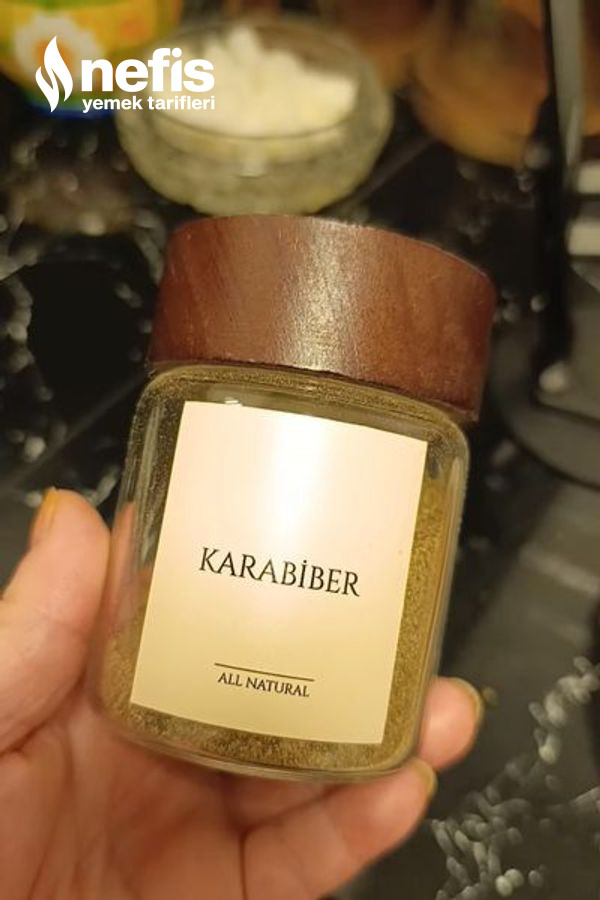 nefis
yemek tarifleri
KARABİBER
ALL NATURAL